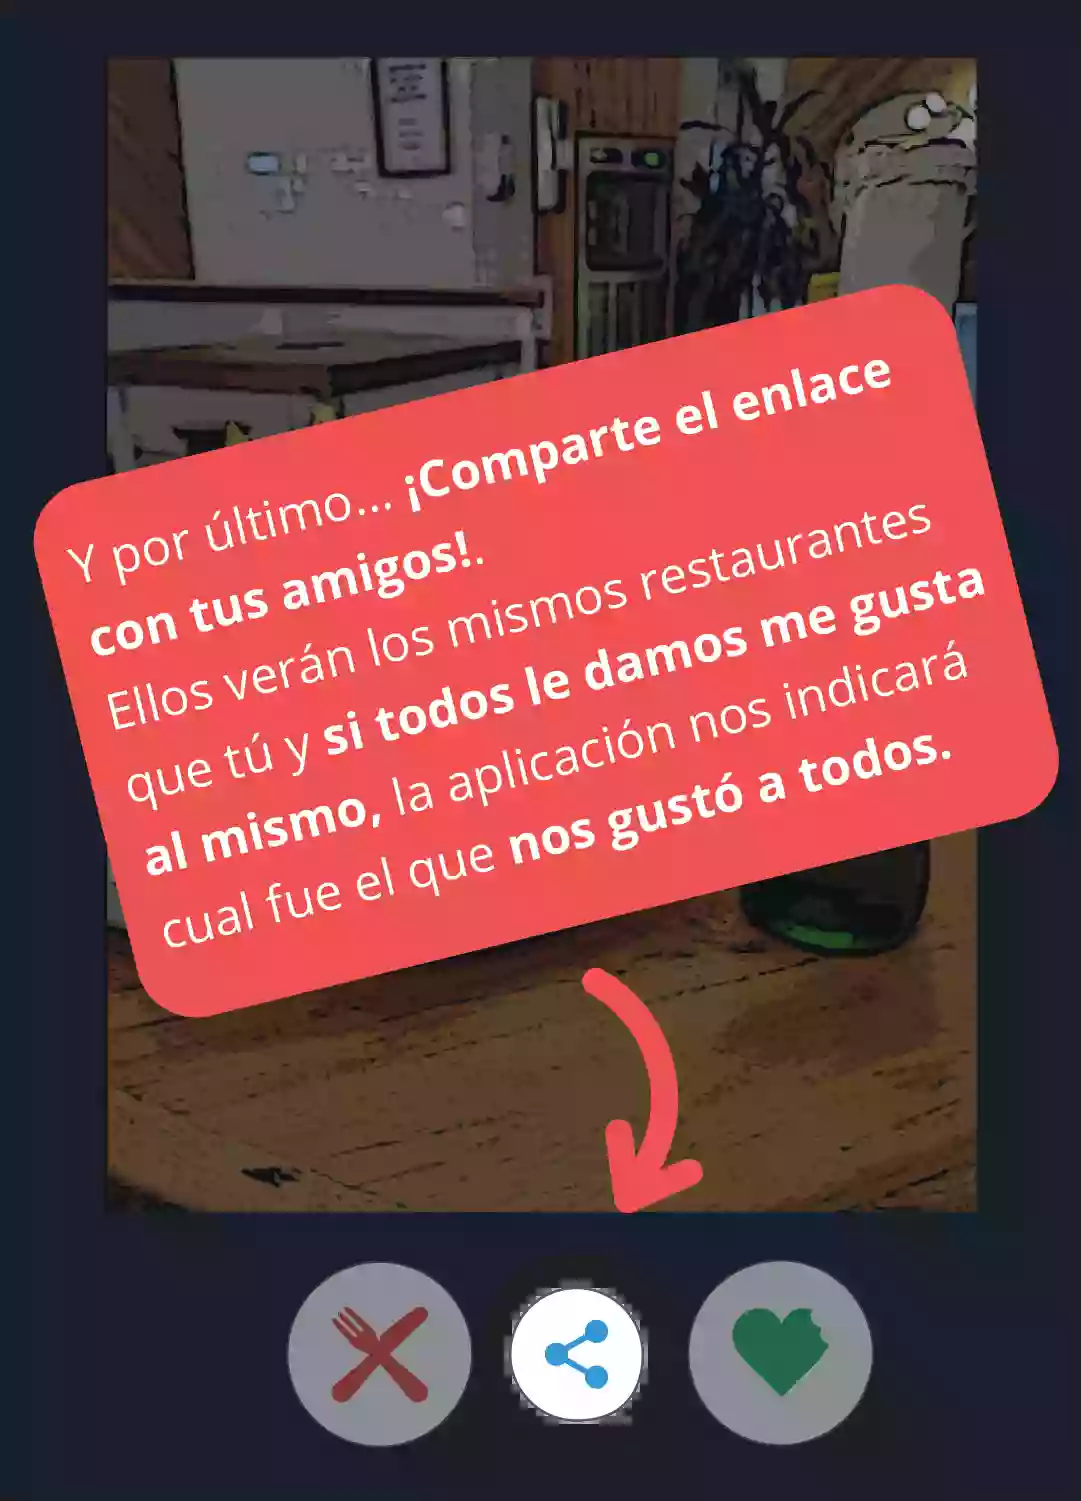 Y por último... ¡Comparte el enlace
con tus amigos!.
Ellos verán los mismos restaurantes
que tú y si todos le damos me gusta
al mismo, la aplicación nos indicará
cual fue el que nos gustó a todos.